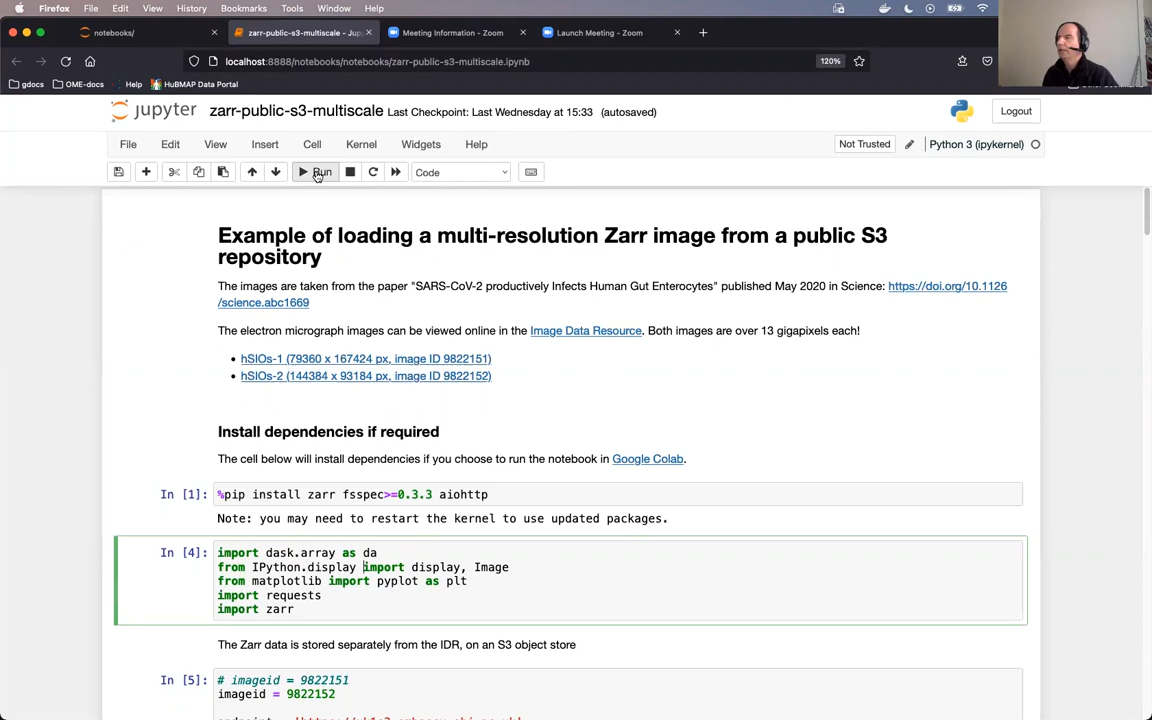 Firefox File Edit View History Bookmarks Tools Window Help
notebooks/
zarr-public-s3-multiscale - Jup
Meeting Information - Zoom
Launch Meeting - Zoom
localhost:8888/notebooks/notebooks/zarr-public-s3-multiscale.ipynb
120%
gdocs OME-docs Help HuBMAP Data Portal
jupyter zarr-public-s3-multiscale Last Checkpoint: Last Wednesday at 15:33 (autosaved)
Logout
File Edit View Insert Cell Kernel Widgets Help
Not Trusted
Python 3 (ipykernel)
Run
Code
Example of loading a multi-resolution Zarr image from a public S3
repository
The images are taken from the paper "SARS-CoV-2 productively Infects Human Gut Enterocytes" published May 2020 in Science: https://doi.org/10.1126
/science.abc1669
The electron micrograph images can be viewed online in the Image Data Resource. Both images are over 13 gigapixels each!
• hSIOs-1 (79360 x 167424 px, image ID 9822151)
• hSIOs-2 (144384 x 93184 px, image ID 9822152)
Install dependencies if required
The cell below will install dependencies if you choose to run the notebook in Google Colab.
In [1]: %pip install zarr fsspec>=0.3.3 aiohttp
Note: you may need to restart the kernel to use updated packages.
In [4]: import dask.array as da
from IPython.display import display, Image
from matplotlib import pyplot as plt
import requests
import zarr
The Zarr data is stored separately from the IDR, on an S3 object store
In [5]: # imageid = 9822151
imageid = 9822152